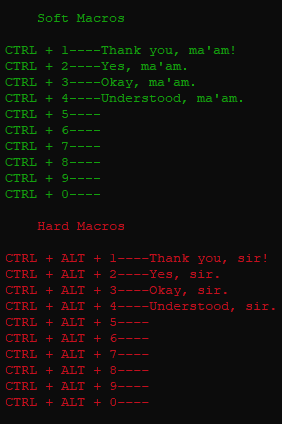 Soft Macros
CTRL + 1----Thank you, ma'am!
CTRL + 2----Yes, ma'am.
CTRL + 3----Okay, ma'am.
CTRL + 4----Understood, ma'am.
CTRL + 5----
CTRL + 6----
CTRL + 7----
CTRL + 8----
CTRL + 9----
CTRL + 0----
Hard Macros
CTRL + ALT + 1----Thank you, sir!
CTRL + ALT + 2----Yes, sir.
CTRL + ALT + 3----Okay, sir.
CTRL + ALT + 4----Understood, sir.
CTRL + ALT + 5----
CTRL + ALT + 6----
CTRL + ALT + 7----
CTRL + ALT + 8----
CTRL + ALT + 9----
CTRL + ALT + 0----